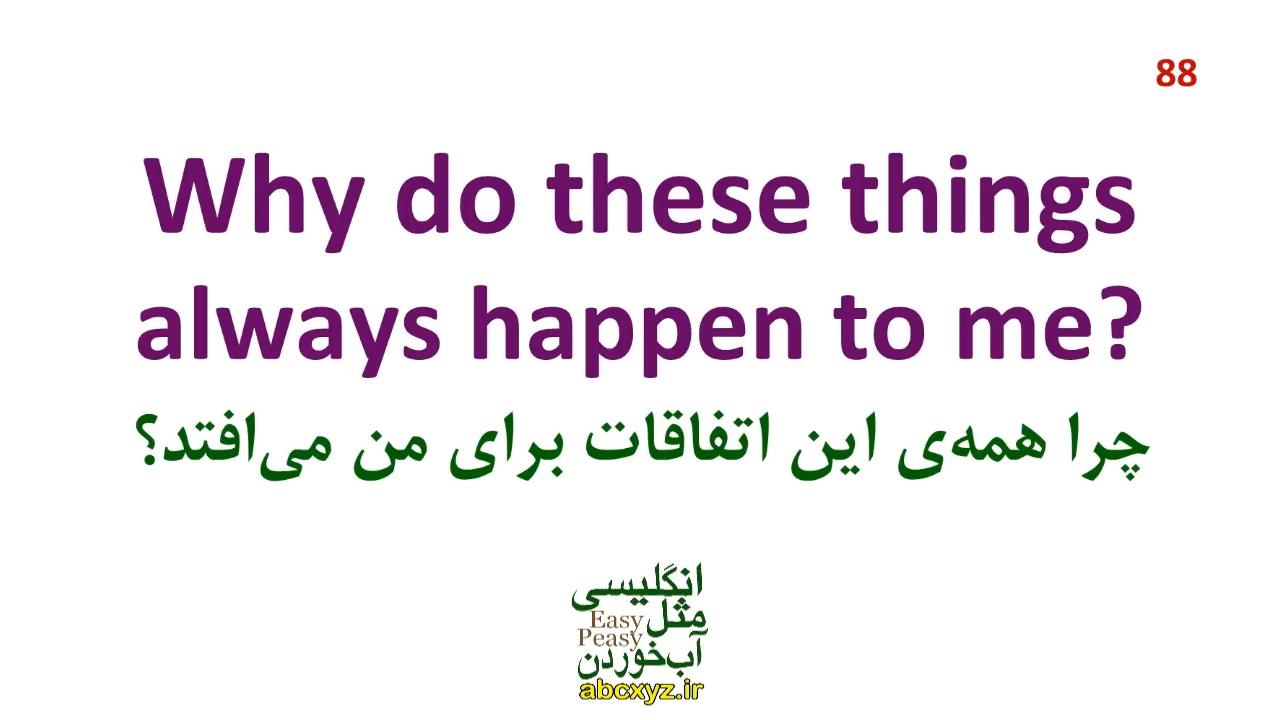 88
Why do these things
always happen to me?
چرا همه‌ی این اتفاقات برای من می‌افتد؟
انگلیسی
مثل
Easy
Peasy
آب‌خوردن
abcxyz.ir